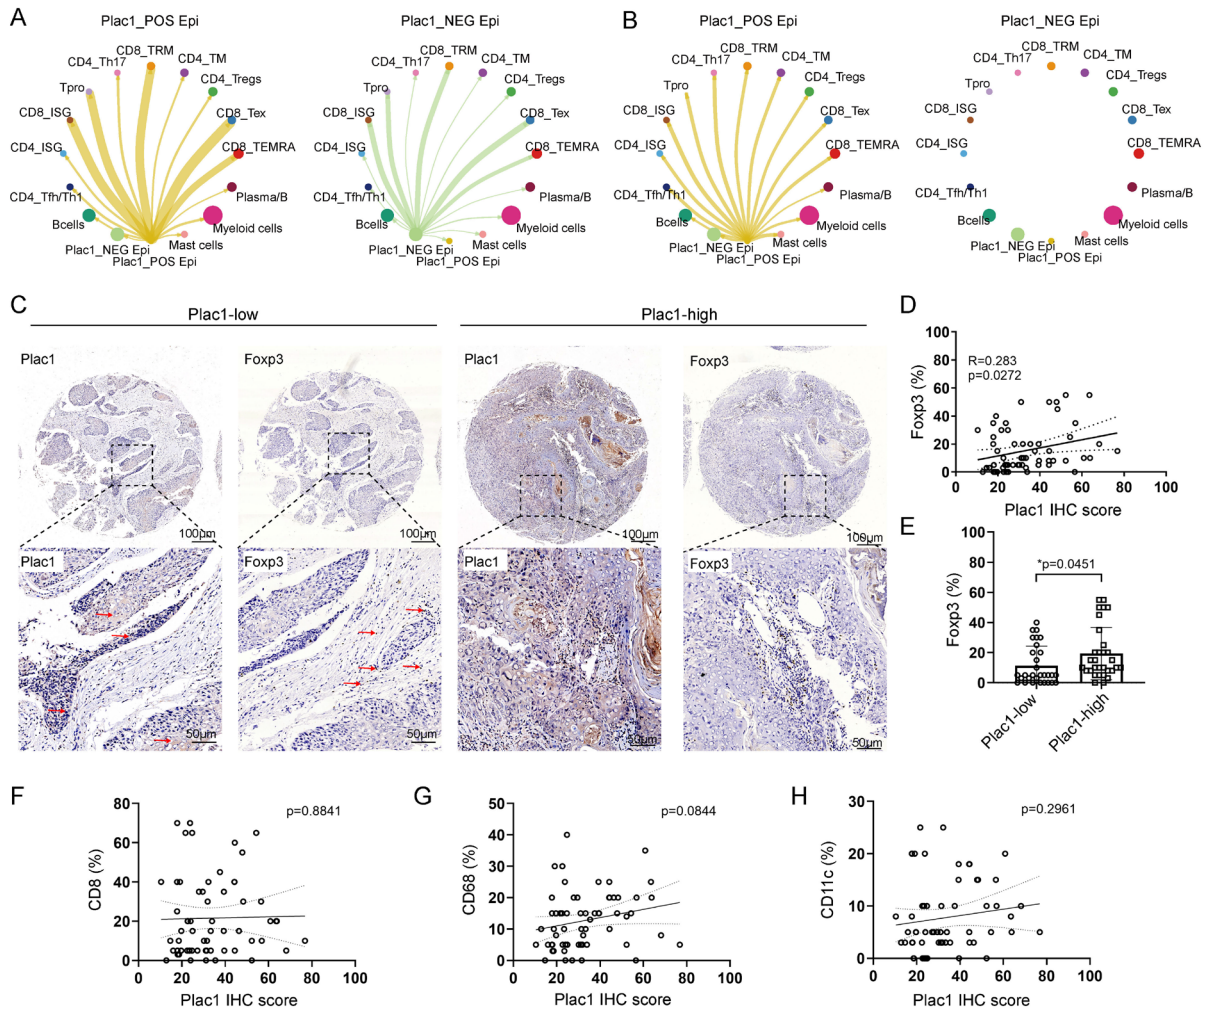 A
Plac1_POS Epi
CD4_Th17
CD8_TRM
CD4_TM
Tpro
CD4_Tregs
CD8_ISG
CD8_Tex
CD4_ISG
CD8_TEMRA
CD4_Tfh/Th1
Plasma/B
Bcells
Myeloid cells
Plac1_NEG Epi
Mast cells
Plac1_POS Epi
Plac1_NEG Epi
CD4_Th17
CD8_TRM
CD4_TM
Tpro
CD4_Tregs
CD8_ISG
CD8_Tex
CD4_ISG
CD8_TEMRA
CD4_Tfh/Th1
Plasma/B
Bcells
Myeloid cells
Plac1_NEG Epi
Mast cells
Plac1_POS Epi
B
Plac1_POS Epi
CD4_Th17
CD8_TRM
CD4_TM
Tpro
CD4_Tregs
CD8_ISG
CD8_Tex
CD4_ISG
CD8_TEMRA
CD4_Tfh/Th1
Plasma/B
Bcells
Myeloid cells
Plac1_NEG Epi
Mast cells
Plac1_POS Epi
Plac1_NEG Epi
CD4_Th17
CD8_TRM
CD4_TM
Tpro
CD4_Tregs
CD8_ISG
CD8_Tex
CD4_ISG
CD8_TEMRA
CD4_Tfh/Th1
Plasma/B
Bcells
Myeloid cells
Plac1_NEG Epi
Mast cells
Plac1_POS Epi
C
Plac1-low
Plac1-high
Plac1
Foxp3
Plac1
Foxp3
100μm
100μm
100μm
100μm
Plac1
Foxp3
Plac1
Foxp3
50μm
50μm
50μm
50μm
D
R=0.283
p=0.0272
Foxp3 (%)
100
80
60
40
20
0
0 20 40 60 80 100
Plac1 IHC score
E
*p=0.0451
Foxp3 (%)
100
80
60
40
20
0
Plac1-low
Plac1-high
F
p=0.8841
CD8 (%)
80
60
40
20
0
0 20 40 60 80 100
Plac1 IHC score
G
p=0.0844
CD68 (%)
50
40
30
20
10
0
0 20 40 60 80 100
Plac1 IHC score
H
p=0.2961
CD11c (%)
30
20
10
0
0 20 40 60 80 100
Plac1 IHC score